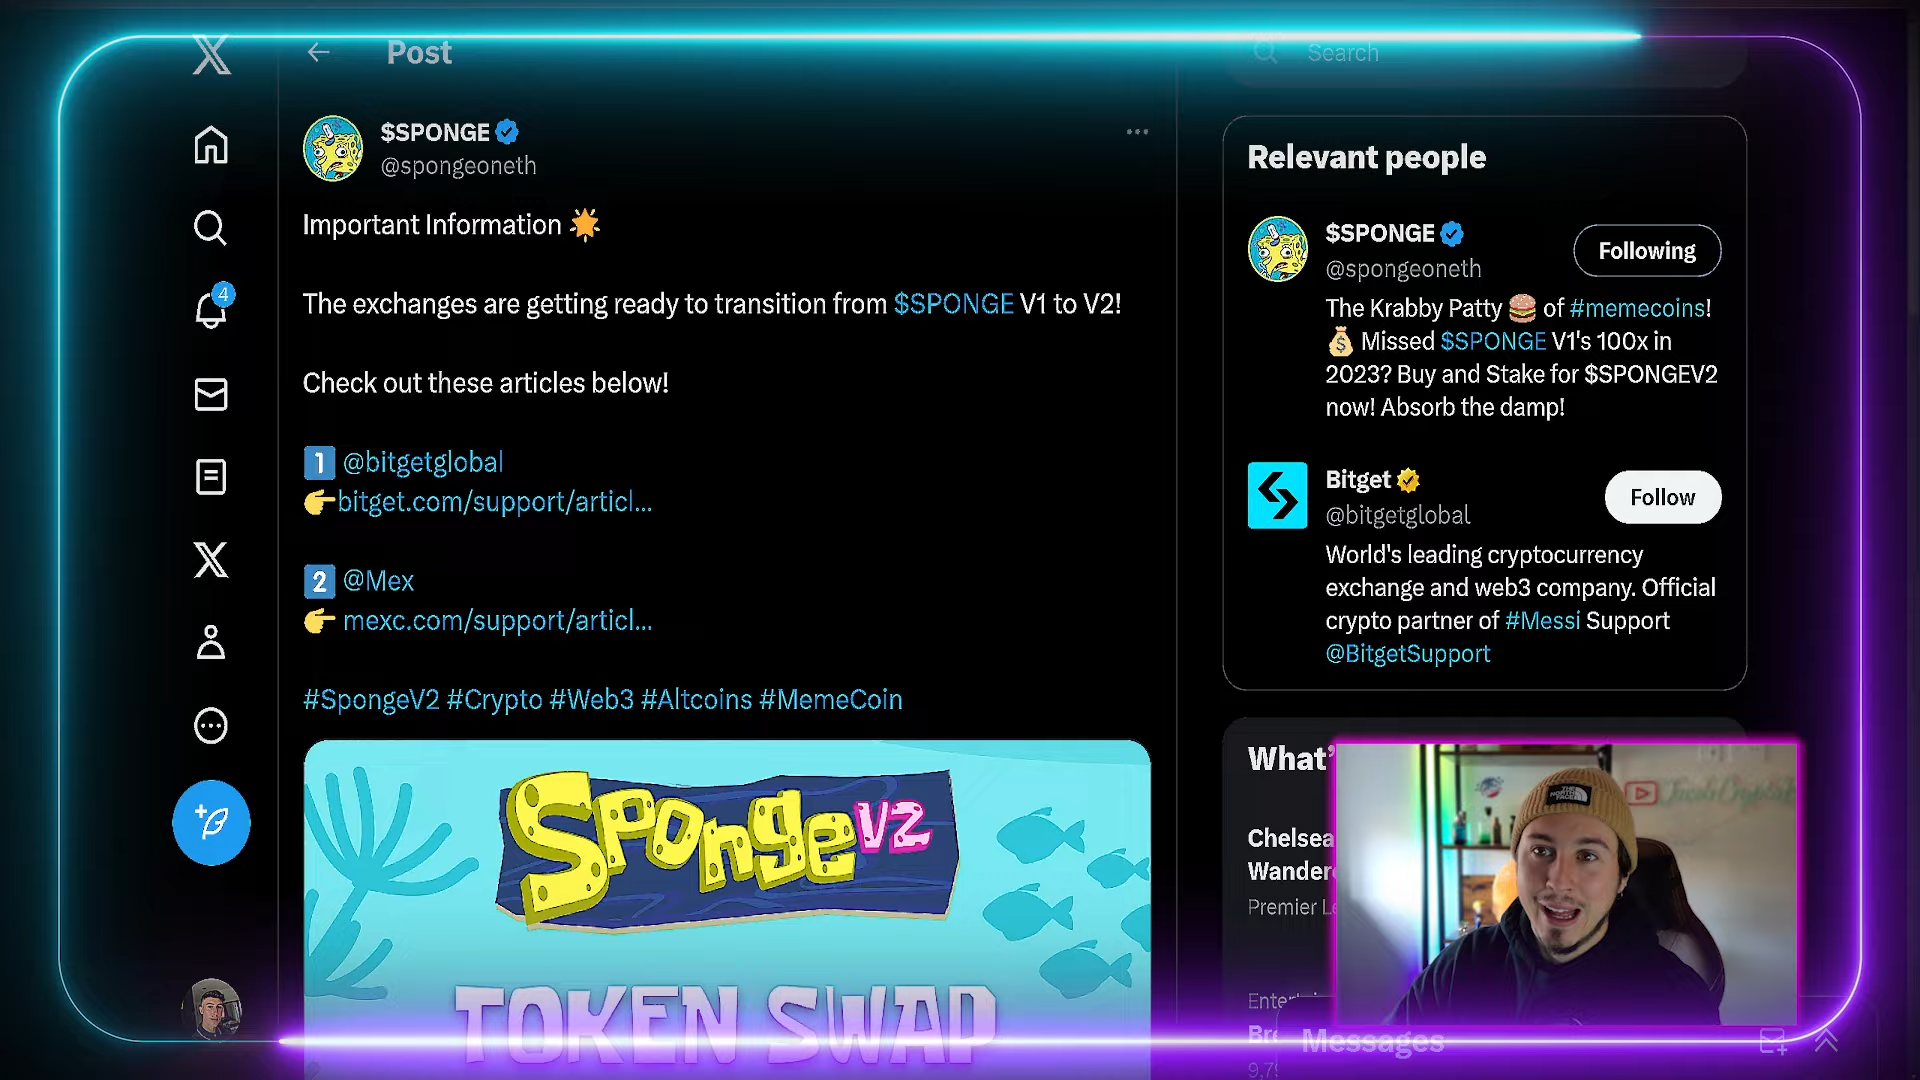 Post
Search
$SPONGE
@spongeoneth
Important Information
The exchanges are getting ready to transition from $SPONGE V1 to V2!
Check out these articles below!
1 @bitgetglobal
bitget.com/support/articl...
2 @Mex
mexc.com/support/articl...
#SpongeV2 #Crypto #Web3 #Altcoins #MemeCoin
Sponge V2
TOKEN SWAP
4
Relevant people
$SPONGE
@spongeoneth
Following
The Krabby Patty of #memecoins!
Missed $SPONGE V1's 100x in
2023? Buy and Stake for $SPONGEV2
now! Absorb the damp!
Bitget
@bitgetglobal
Follow
World's leading cryptocurrency
exchange and web3 company. Official
crypto partner of #Messi Support
@BitgetSupport
What'
Chelsea
Wander
Premier Le
THE NORTH FACE
Messages